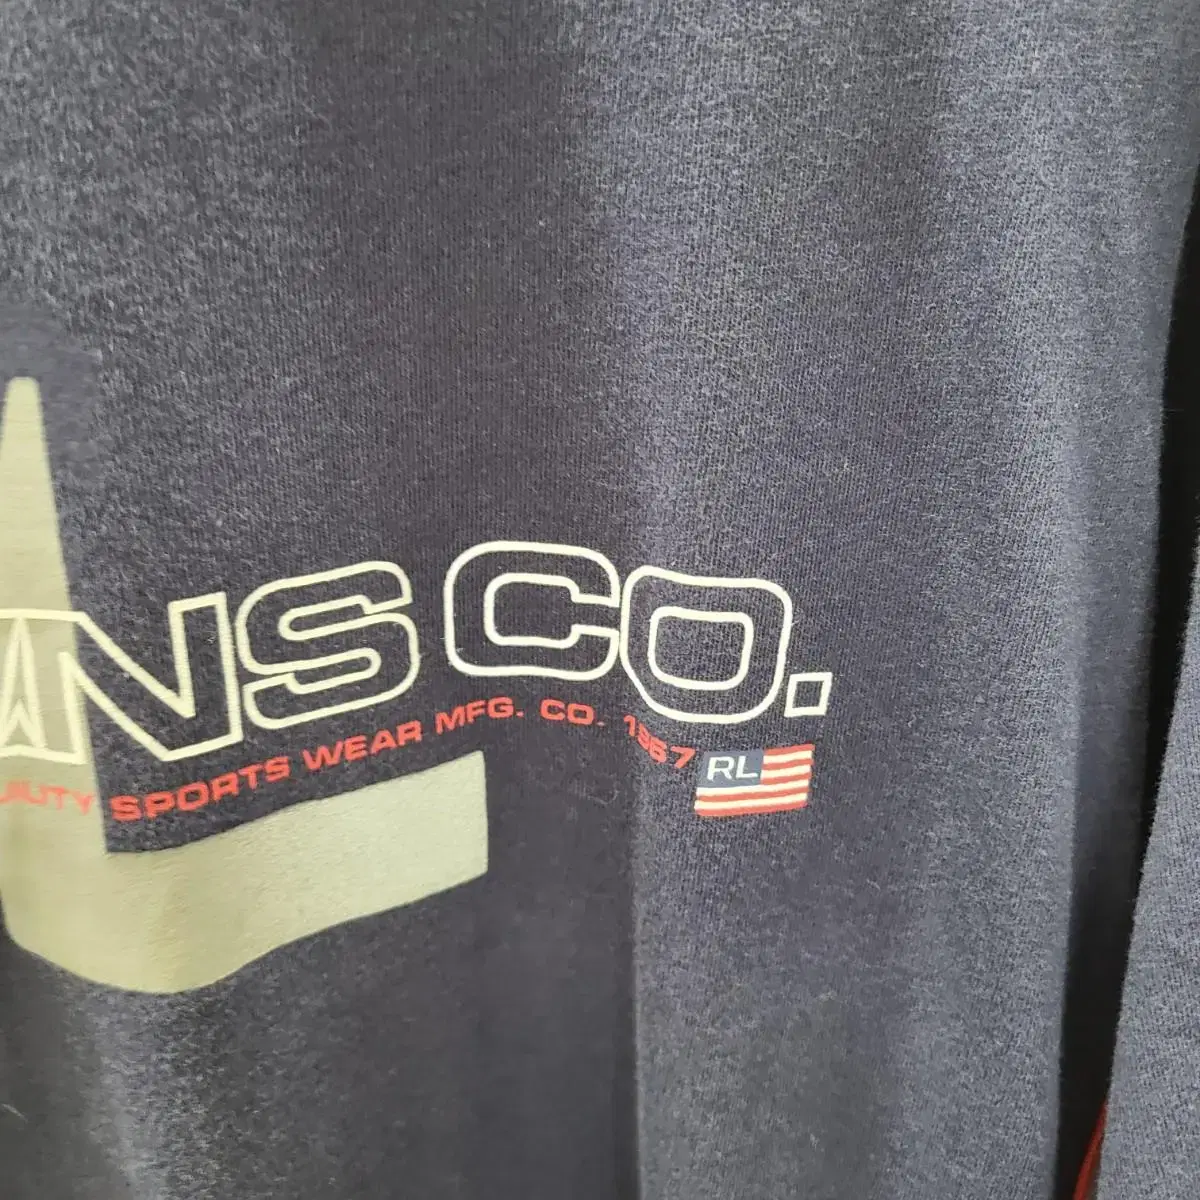 NS CO.
SPORTS WEAR MFG. CO. 1967
RL